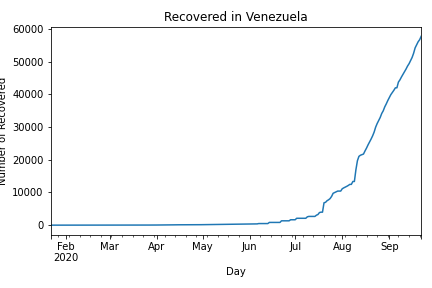 Recovered in Venezuela
Number of Recovered
60000
50000
40000
30000
20000
10000
0
Feb Mar Apr May Jun Jul Aug Sep
2020
Day